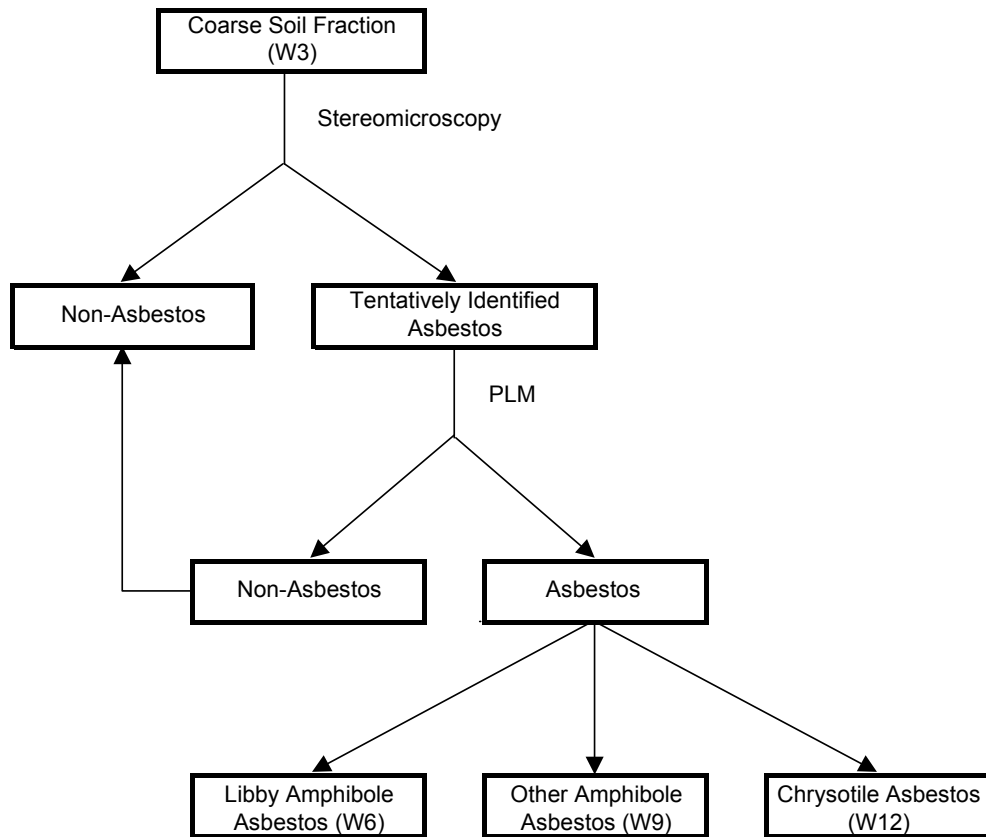 Coarse Soil Fraction
(W3)
Stereomicroscopy
Non-Asbestos
Tentatively Identified
Asbestos
PLM
Non-Asbestos
Asbestos
Libby Amphibole
Asbestos (W6)
Other Amphibole
Asbestos (W9)
Chrysotile Asbestos
(W12)